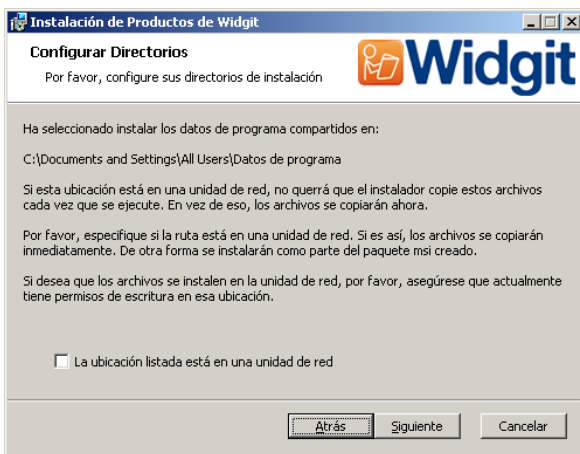 Instalación de Productos de Widgit
Configurar Directorios
Por favor, configure sus directorios de instalación
Widgit
Ha seleccionado instalar los datos de programa compartidos en:
C:\Documents and Settings\All Users\Datos de programa
Si esta ubicación está en una unidad de red, no querrá que el instalador copie estos archivos
cada vez que se ejecute. En vez de eso, los archivos se copiarán ahora.
Por favor, especifique si la ruta está en una unidad de red. Si es así, los archivos se copiarán
inmediatamente. De otra forma se instalarán como parte del paquete msi creado.
Si desea que los archivos se instalen en la unidad de red, por favor, asegúrese que actualmente
tiene permisos de escritura en esa ubicación.
La ubicación listada está en una unidad de red
Atrás Siguiente Cancelar